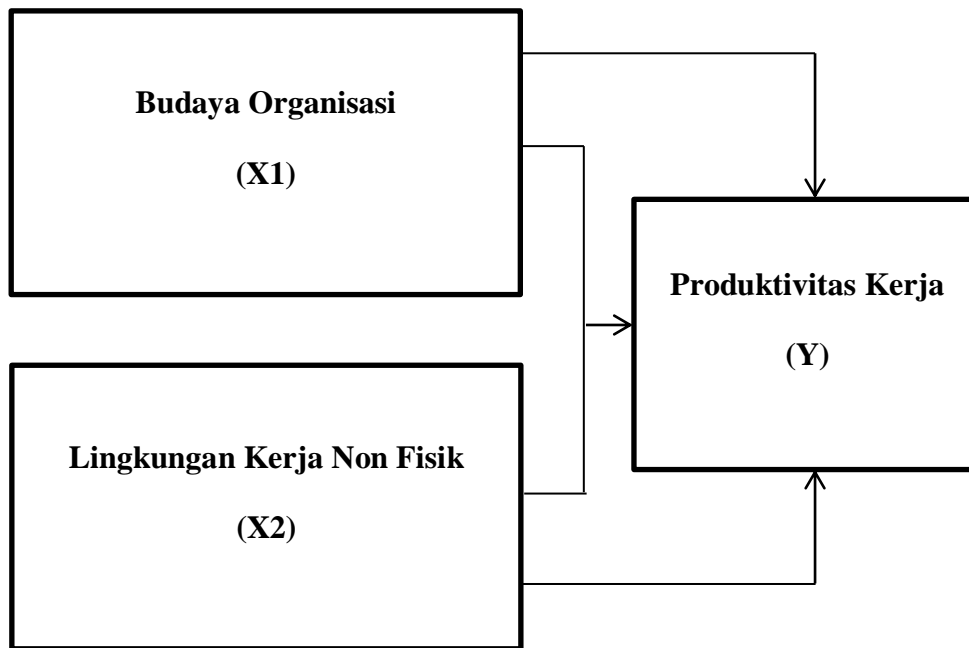 Budaya Organisasi
(X1)
Produktivitas Kerja
(Y)
Lingkungan Kerja Non Fisik
(X2)